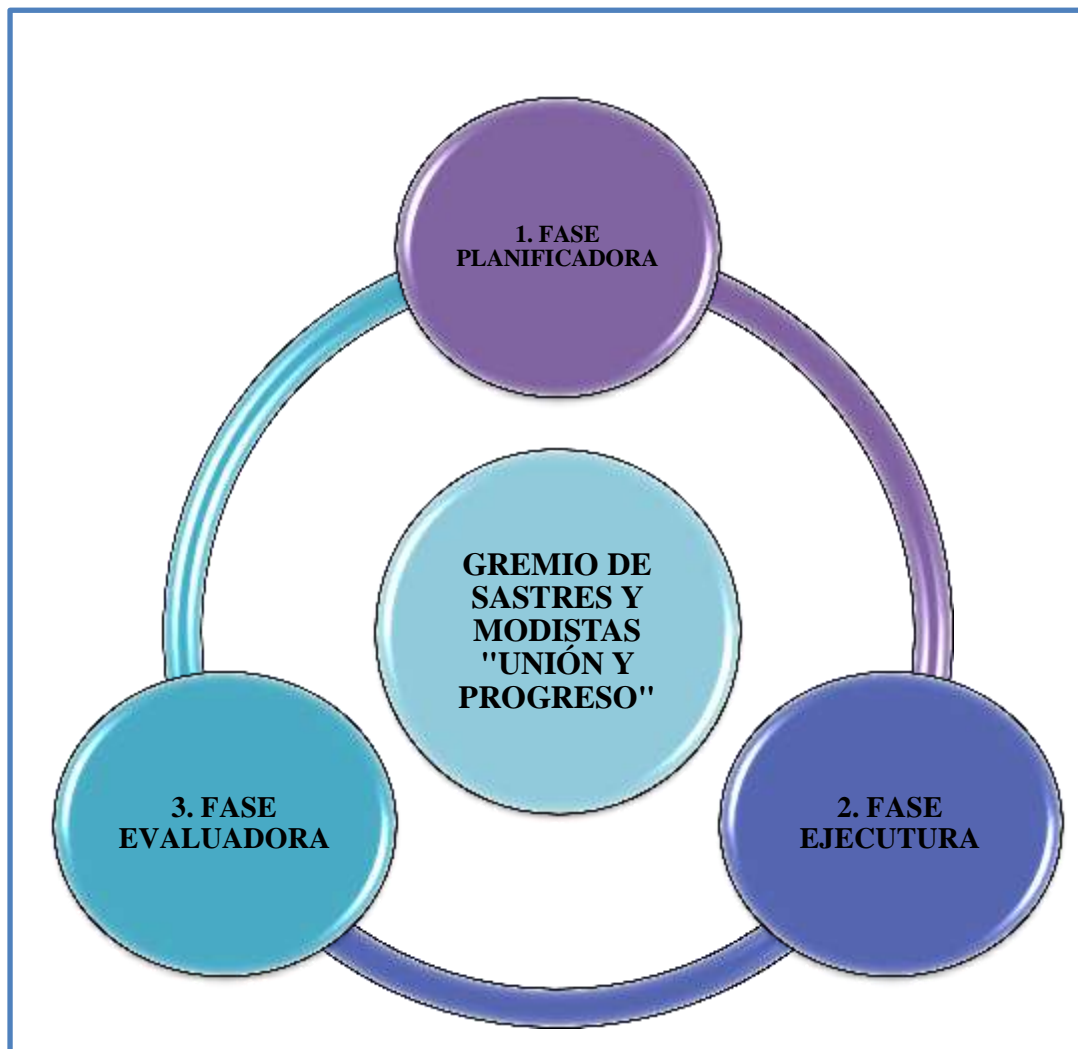 1. FASE
PLANIFICADORA
GREMIO DE
SASTRES Y
MODISTAS
"UNIÓN Y
PROGRESO"
2. FASE
EJECUTURA
3. FASE
EVALUADORA